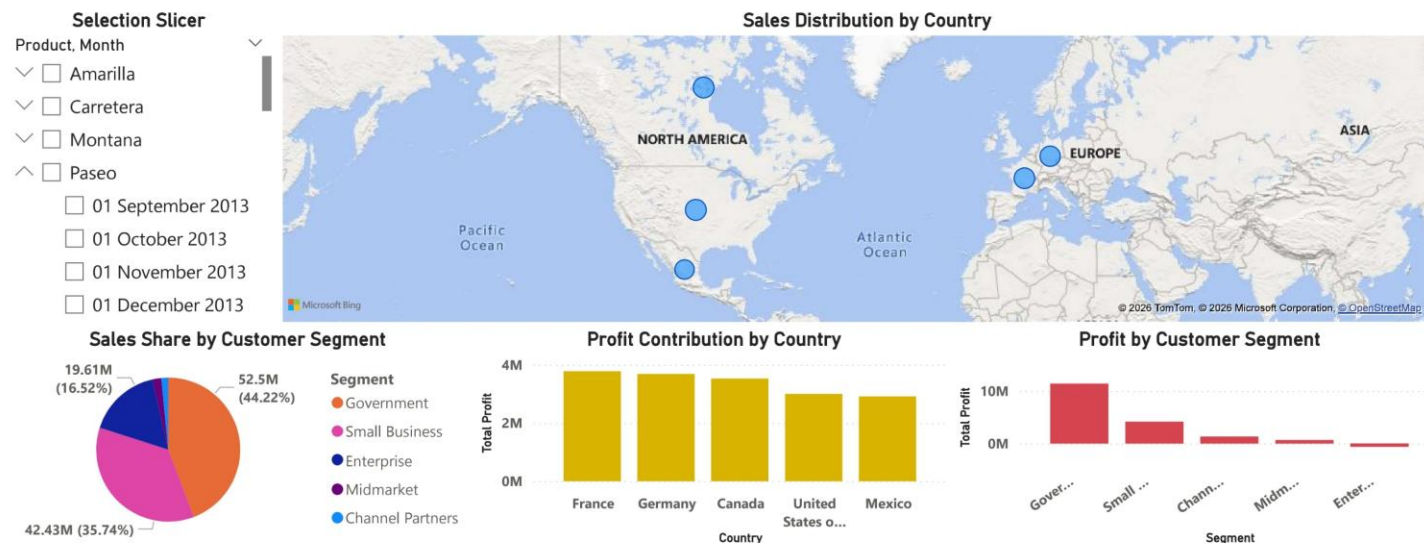 Selection Slicer
Product, Month
Amarilla
Carretera
Montana
Paseo
01 September 2013
01 October 2013
01 November 2013
01 December 2013
Sales Distribution by Country
NORTH AMERICA
EUROPE
ASIA
Pacific
Ocean
Atlantic
Ocean
Microsoft Bing
© 2026 TomTom, © 2026 Microsoft Corporation, © OpenStreetMap
Sales Share by Customer Segment
19.61M
(16.52%)
52.5M
(44.22%)
42.43M (35.74%)
Segment
Government
Small Business
Enterprise
Midmarket
Channel Partners
Profit Contribution by Country
Total Profit
4M
2M
0M
France
Germany
Canada
United
States o...
Mexico
Country
Profit by Customer Segment
Total Profit
10M
0M
Gover...
Small ...
Chann...
Midm...
Enter...
Segment